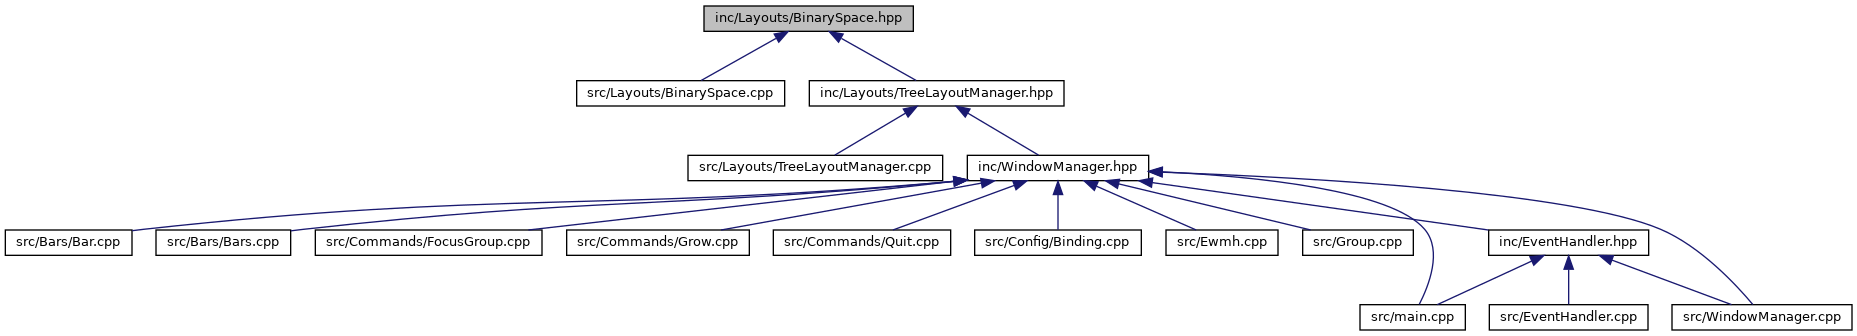 inc/Layouts/BinarySpace.hpp
src/Layouts/BinarySpace.cpp
inc/Layouts/TreeLayoutManager.hpp
src/Layouts/TreeLayoutManager.cpp
inc/WindowManager.hpp
src/Bars/Bar.cpp
src/Bars/Bars.cpp
src/Commands/FocusGroup.cpp
src/Commands/Grow.cpp
src/Commands/Quit.cpp
src/Config/Binding.cpp
src/Ewmh.cpp
src/Group.cpp
inc/EventHandler.hpp
src/main.cpp
src/EventHandler.cpp
src/WindowManager.cpp